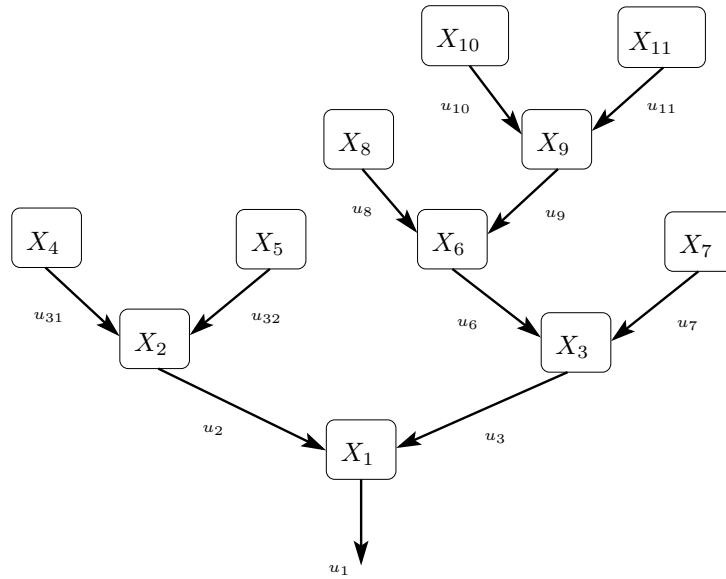 X₁₀ X₁₁
u₁₀ u₁₁
X₈ X₉
u₈ u₉
X₄ X₅ X₆ X₇
u₃₁ u₃₂ u₆ u₇
X₂ X₃
u₂ u₃
X₁
u₁